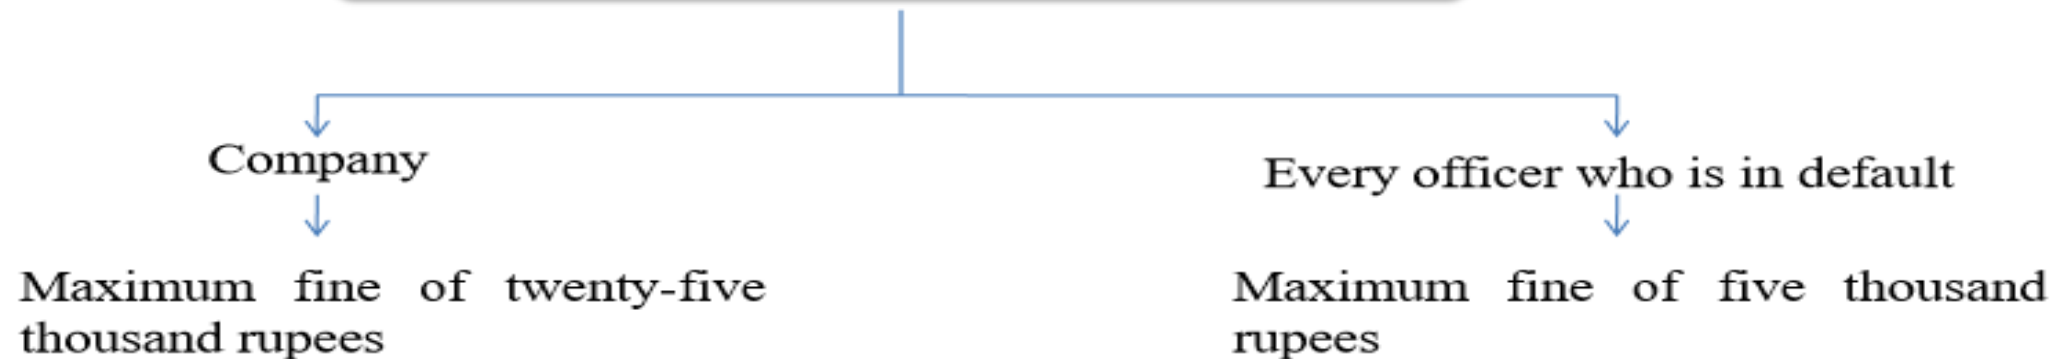 Company
Every officer who is in default
Maximum fine of twenty-five
thousand rupees
Maximum fine of five thousand
rupees